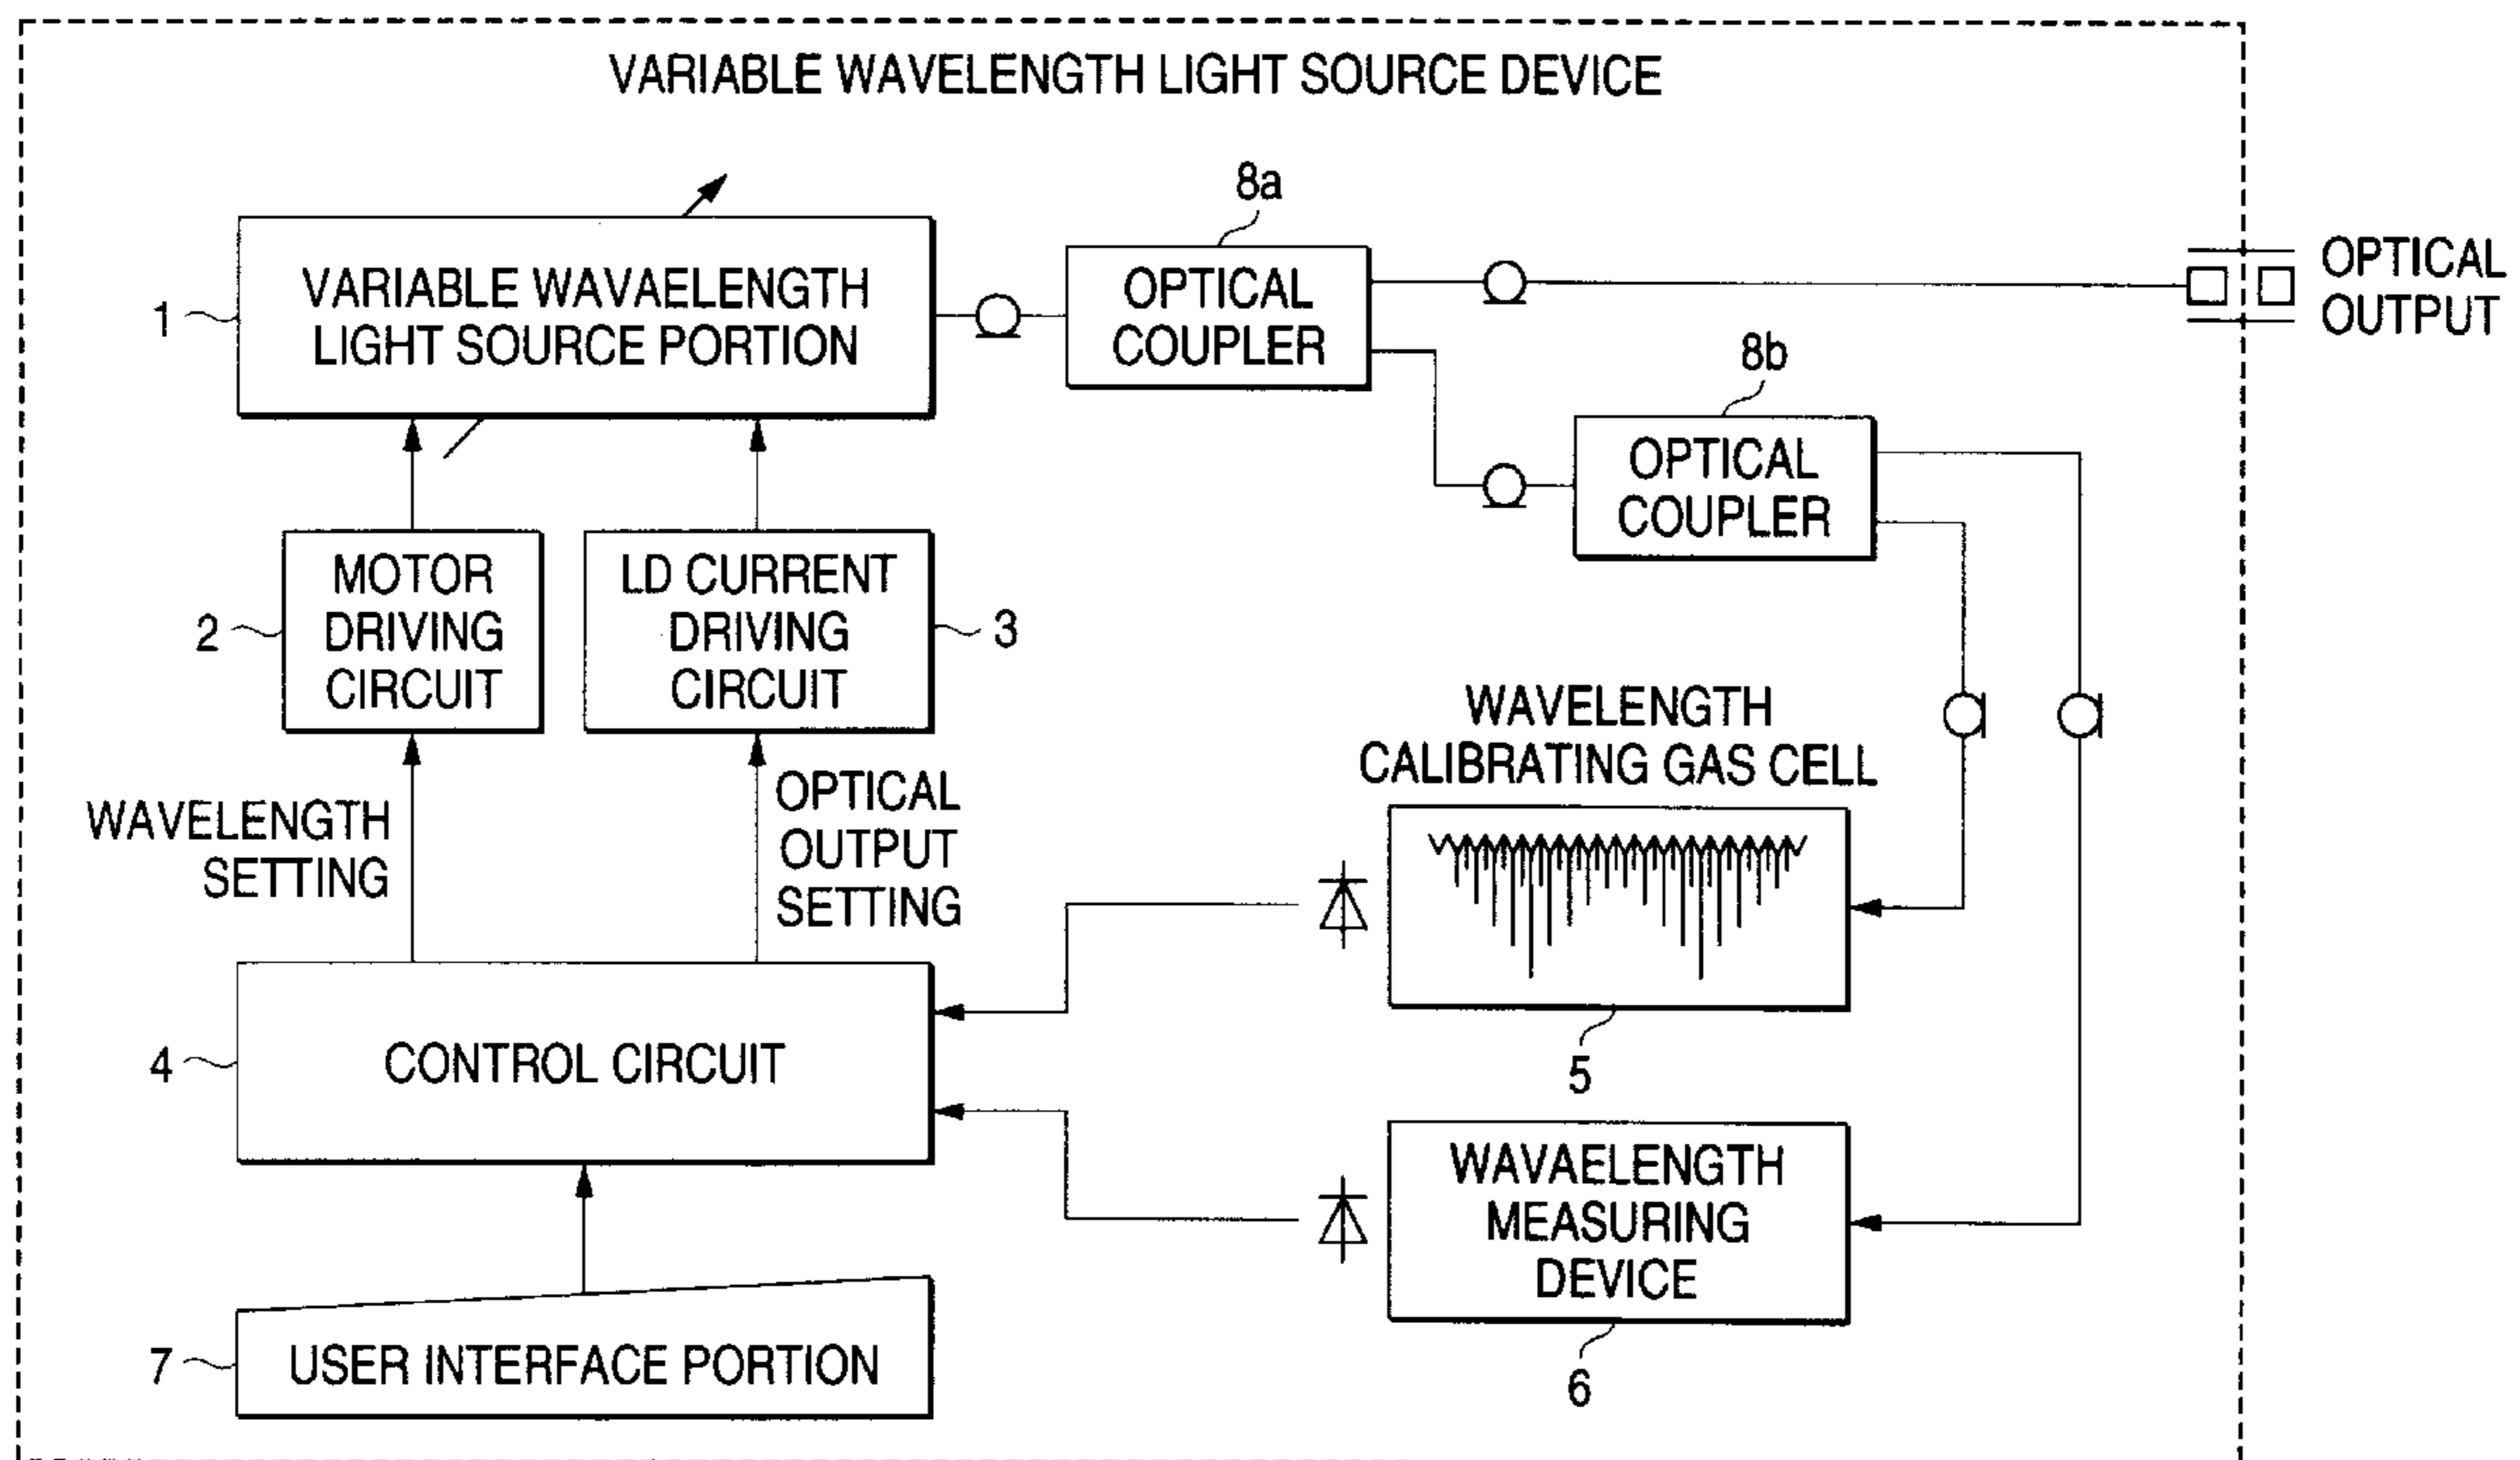 VARIABLE WAVELENGTH LIGHT SOURCE DEVICE
8a
VARIABLE WAVAELENGTH
LIGHT SOURCE PORTION
1
OPTICAL
COUPLER
OPTICAL
OUTPUT
8b
OPTICAL
COUPLER
MOTOR
DRIVING
CIRCUIT
2
LD CURRENT
DRIVING
CIRCUIT
3
WAVELENGTH
SETTING
OPTICAL
OUTPUT
SETTING
WAVELENGTH
CALIBRATING GAS CELL
5
4
CONTROL CIRCUIT
WAVAELENGTH
MEASURING
DEVICE
6
7
USER INTERFACE PORTION